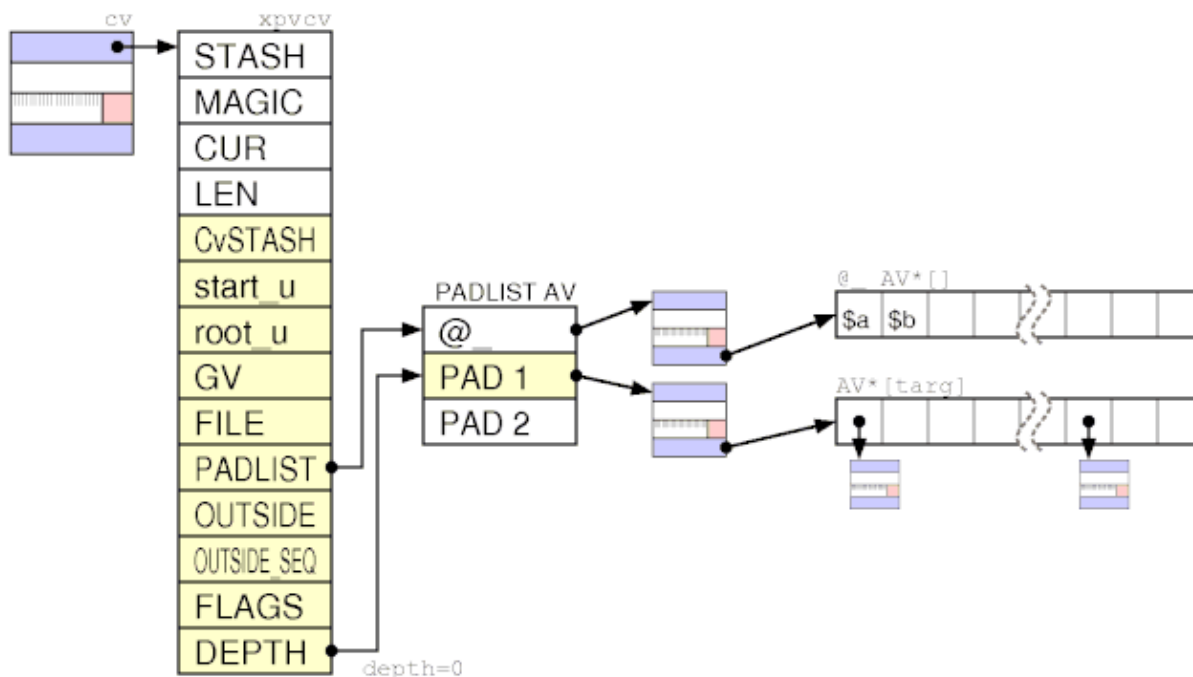 cv
xpvcv
STASH
MAGIC
CUR
LEN
CvSTASH
start_u
root_u
GV
FILE
PADLIST
OUTSIDE
OUTSIDE_SEQ
FLAGS
DEPTH
depth=0
PADLIST AV
@_
PAD 1
PAD 2
@_ AV*[]
$a $b
AV*[targ]